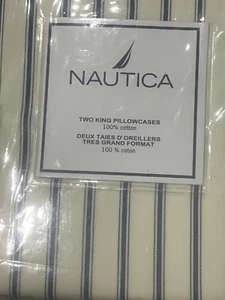 NAUTICA
TWO KING PILLOWCASES
100% cotton
DEUX TAIES D'OREILLERS
TRES GRAND FORMAT
100 % coton